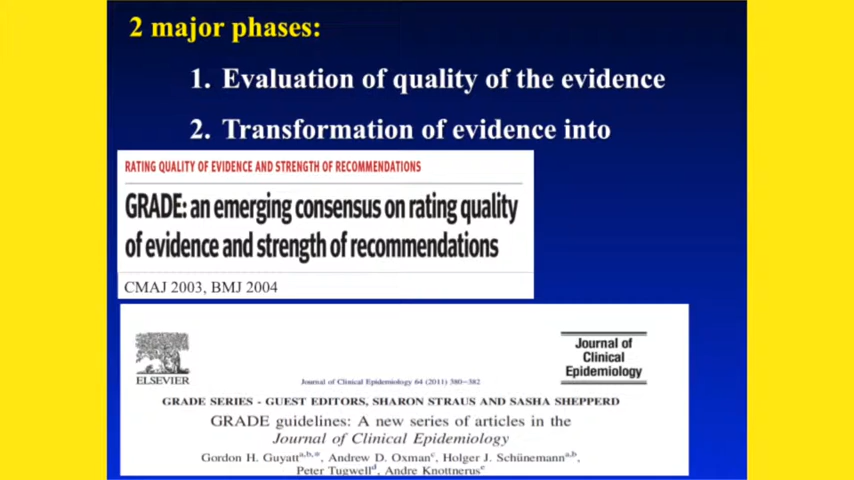 2 major phases:
1. Evaluation of quality of the evidence
2. Transformation of evidence into
RATING QUALITY OF EVIDENCE AND STRENGTH OF RECOMMENDATIONS
GRADE: an emerging consensus on rating quality
of evidence and strength of recommendations
CMAJ 2003, BMJ 2004
ELSEVIER
Journal of Clinical Epidemiology 64 (2011) 380–382
Journal of
Clinical
Epidemiology
GRADE SERIES - GUEST EDITORS, SHARON STRAUS AND SASHA SHEPPERD
GRADE guidelines: A new series of articles in the
Journal of Clinical Epidemiology
Gordon H. Guyatt a,b,*, Andrew D. Oxman c, Holger J. Schünemann a,b,
Peter Tugwell d, Andre Knottnerus e